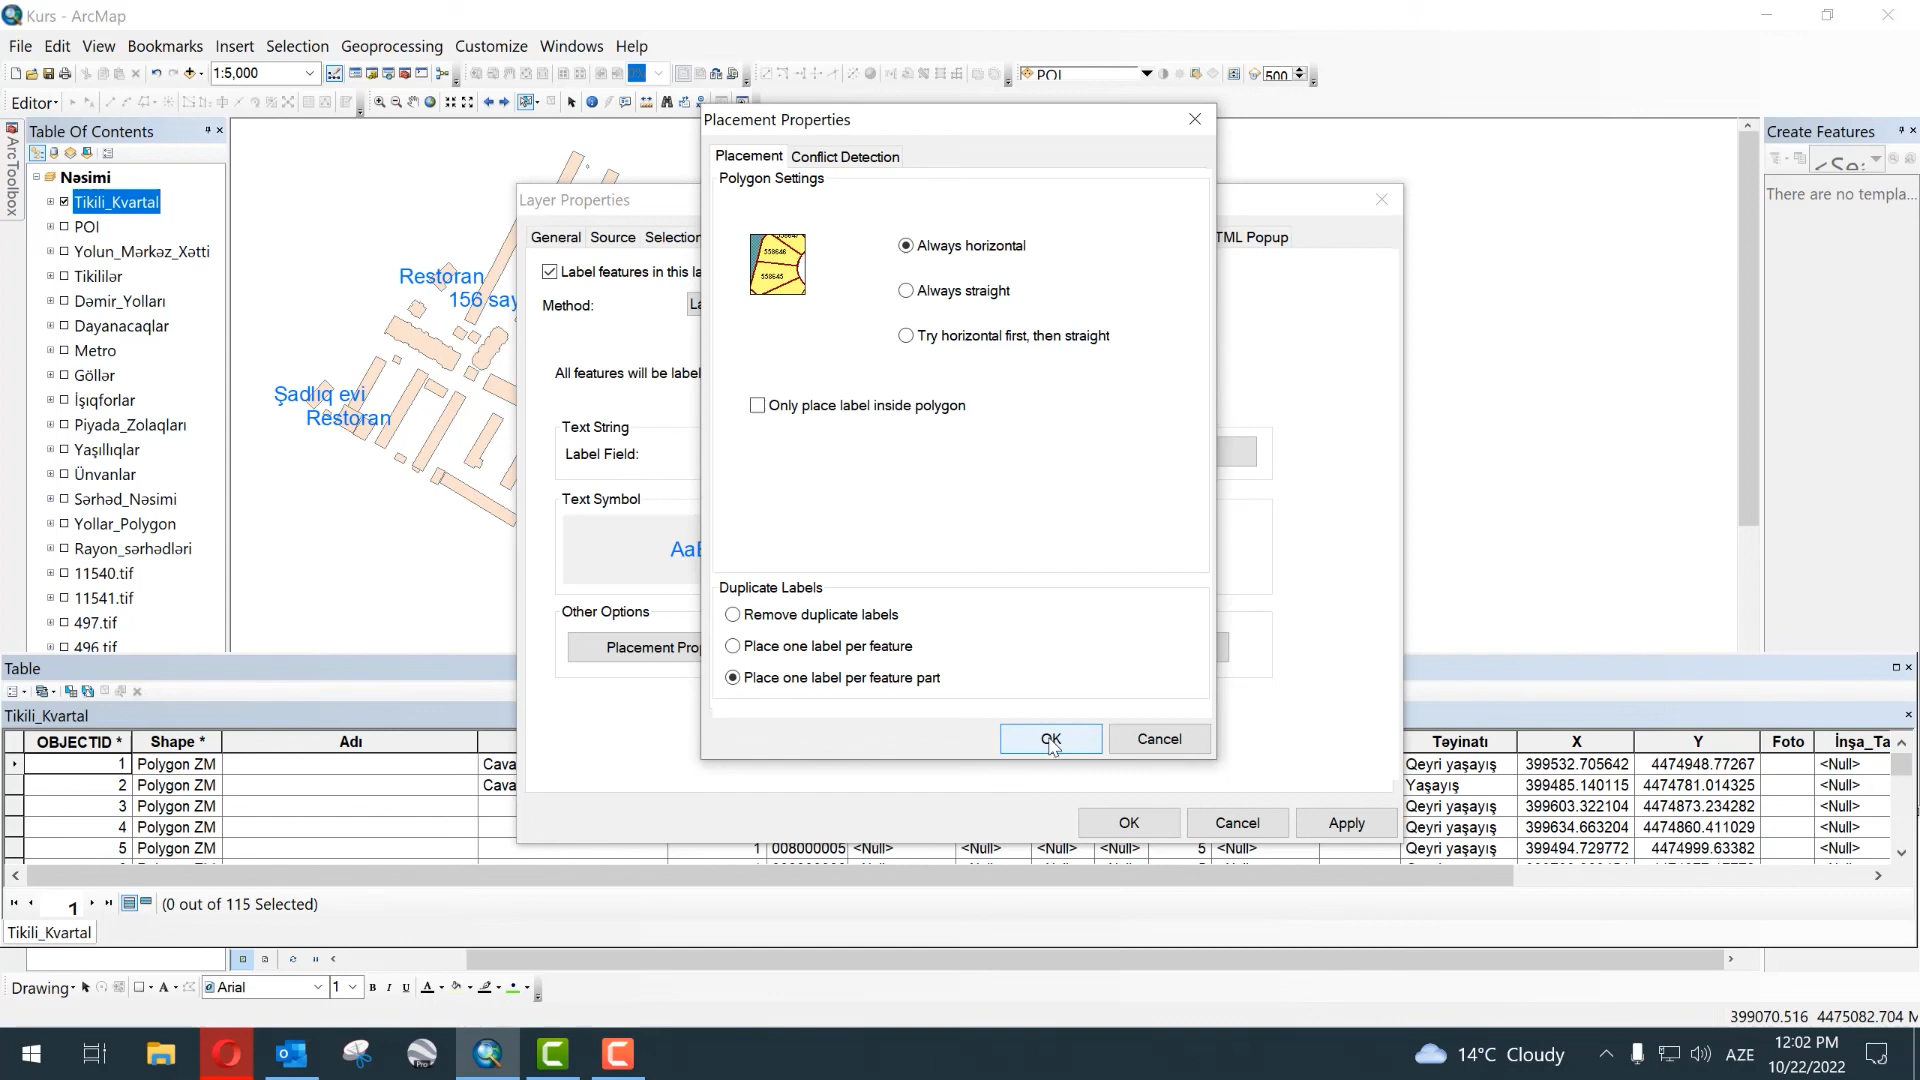 Kurs - ArcMap
File Edit View Bookmarks Insert Selection Geoprocessing Customize Windows Help
1:5,000 POI 500
Editor
Table Of Contents
ArcToolbox
Nəsimi
Tikili_Kvartal
POI
Yolun_Mərkəz_Xətti
Tikililər
Dəmir_Yolları
Dayanacaqlar
Metro
Göllər
İşıqforlar
Piyada_Zolaqları
Yaşıllıqlar
Ünvanlar
Sərhəd_Nəsimi
Yollar_Polygon
Rayon_sərhədləri
11540.tif
11541.tif
497.tif
496.tif
Restoran
156 say
Şadlıq evi
Restoran
Layer Properties
General Source Selection
TML Popup
Label features in this la
Method: La
All features will be label
Text String
Label Field:
Text Symbol
AaB
Other Options
Placement Prop
OK Cancel Apply
Placement Properties
Placement Conflict Detection
Polygon Settings
558646
558645
Always horizontal
Always straight
Try horizontal first, then straight
Only place label inside polygon
Duplicate Labels
Remove duplicate labels
Place one label per feature
Place one label per feature part
OK Cancel
Create Features
<Se:
There are no templa...
Table
Tikili_Kvartal
OBJECTID * Shape * Adı Təyinatı X Y Foto İnşa_Ta
1 Polygon ZM Cava Qeyri yaşayış 399532.705642 4474948.77267 <Null>
2 Polygon ZM Cava Yaşayış 399485.140115 4474781.014325 <Null>
3 Polygon ZM Qeyri yaşayış 399603.322104 4474873.234282 <Null>
4 Polygon ZM Qeyri yaşayış 399634.663204 4474860.411029 <Null>
5 Polygon ZM 1 008000005 <Null> <Null> <Null> <Null> 5 <Null> Qeyri yaşayış 399494.729772 4474999.63382 <Null>
1 (0 out of 115 Selected)
Tikili_Kvartal
Drawing A Arial 1 B I U A
399070.516 4475082.704 M
14°C Cloudy AZE 12:02 PM
10/22/2022
Pro